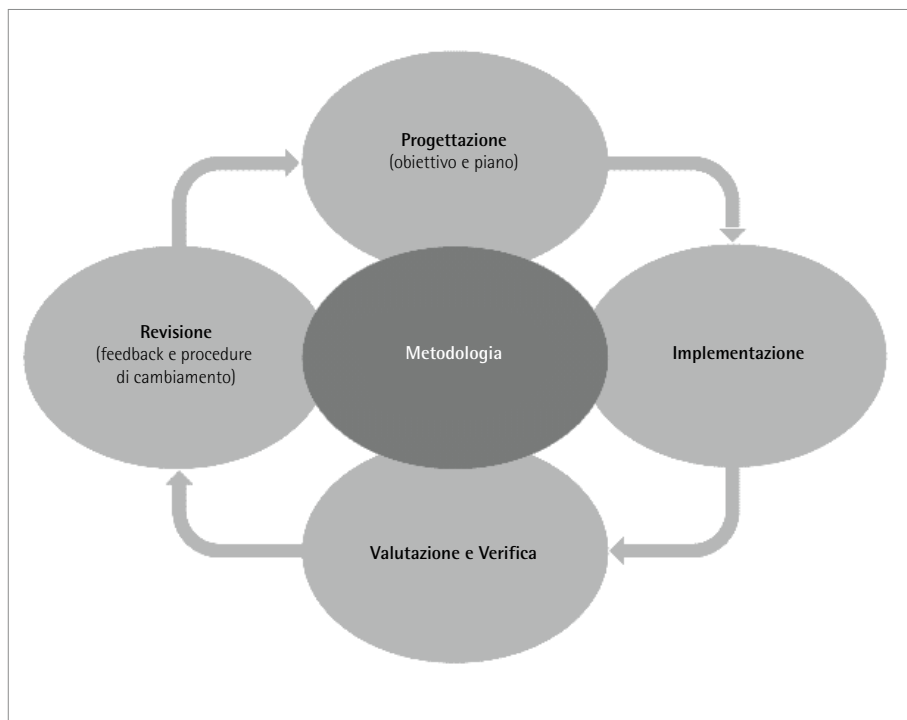 Progettazione
(obiettivo e piano)
Revisione
(feedback e procedure
di cambiamento)
Metodologia
Implementazione
Valutazione e Verifica